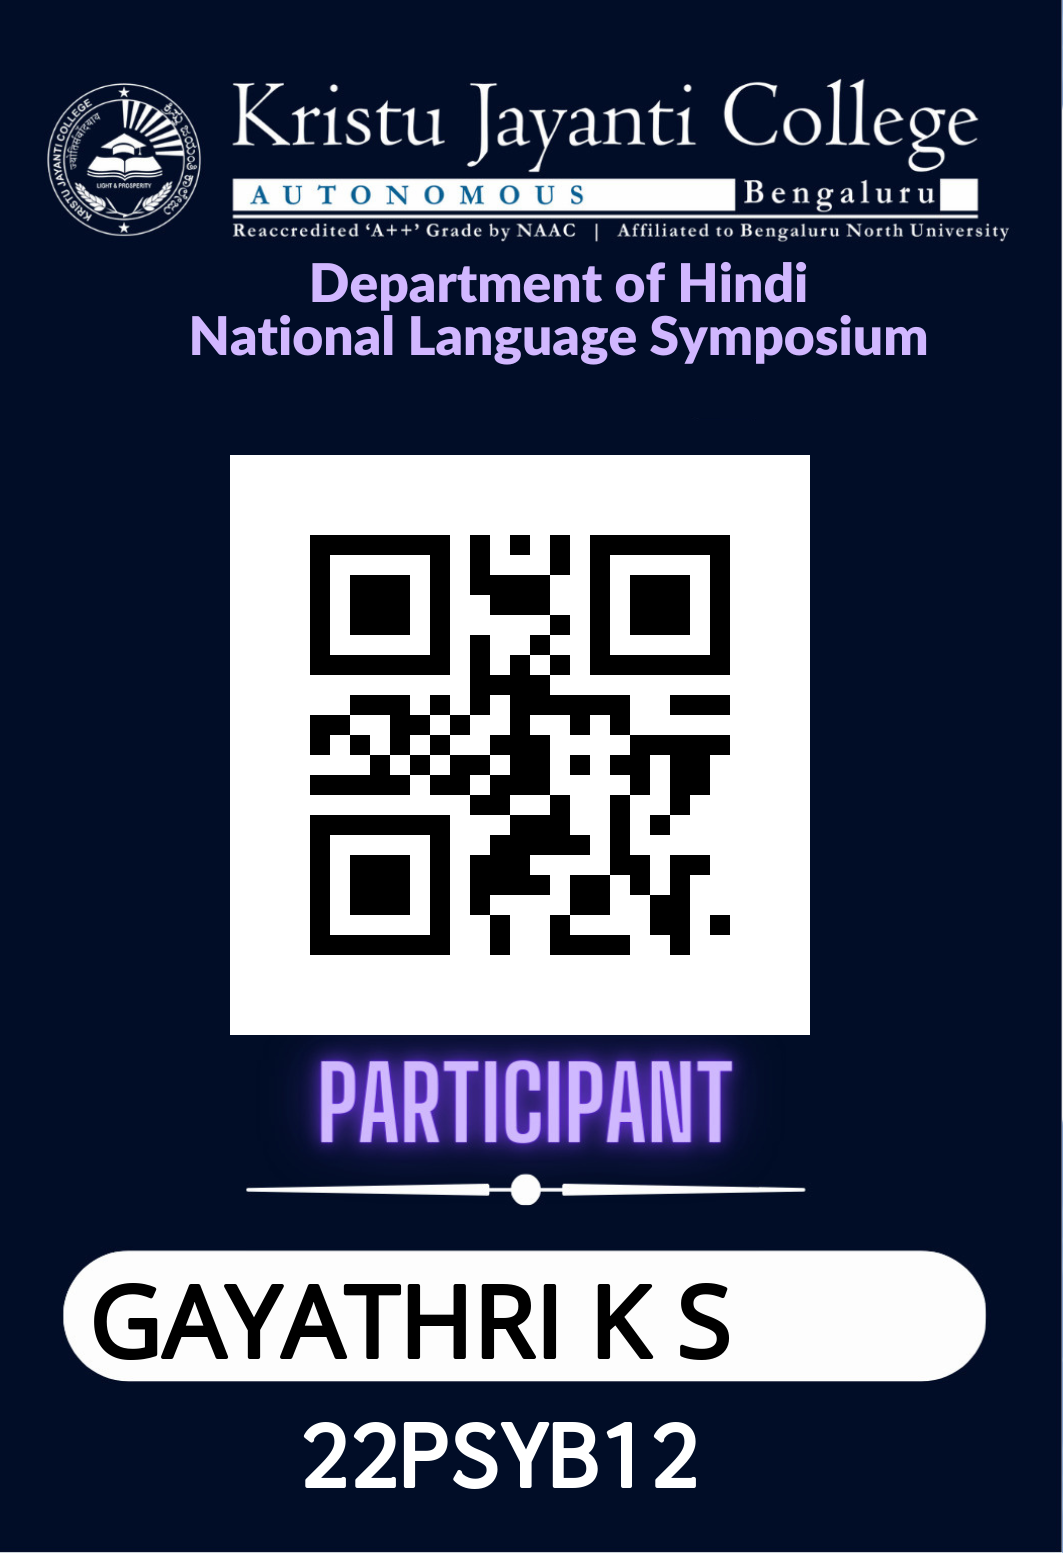 Kristu Jayanti College
AUTONOMOUS Bengaluru
Reaccredited ‘A++’ Grade by NAAC | Affiliated to Bengaluru North University
KRISTU JAYANTI COLLEGE
LIGHT & PROSPERITY
Department of Hindi
National Language Symposium
PARTICIPANT
GAYATHRI K S
22PSYB12